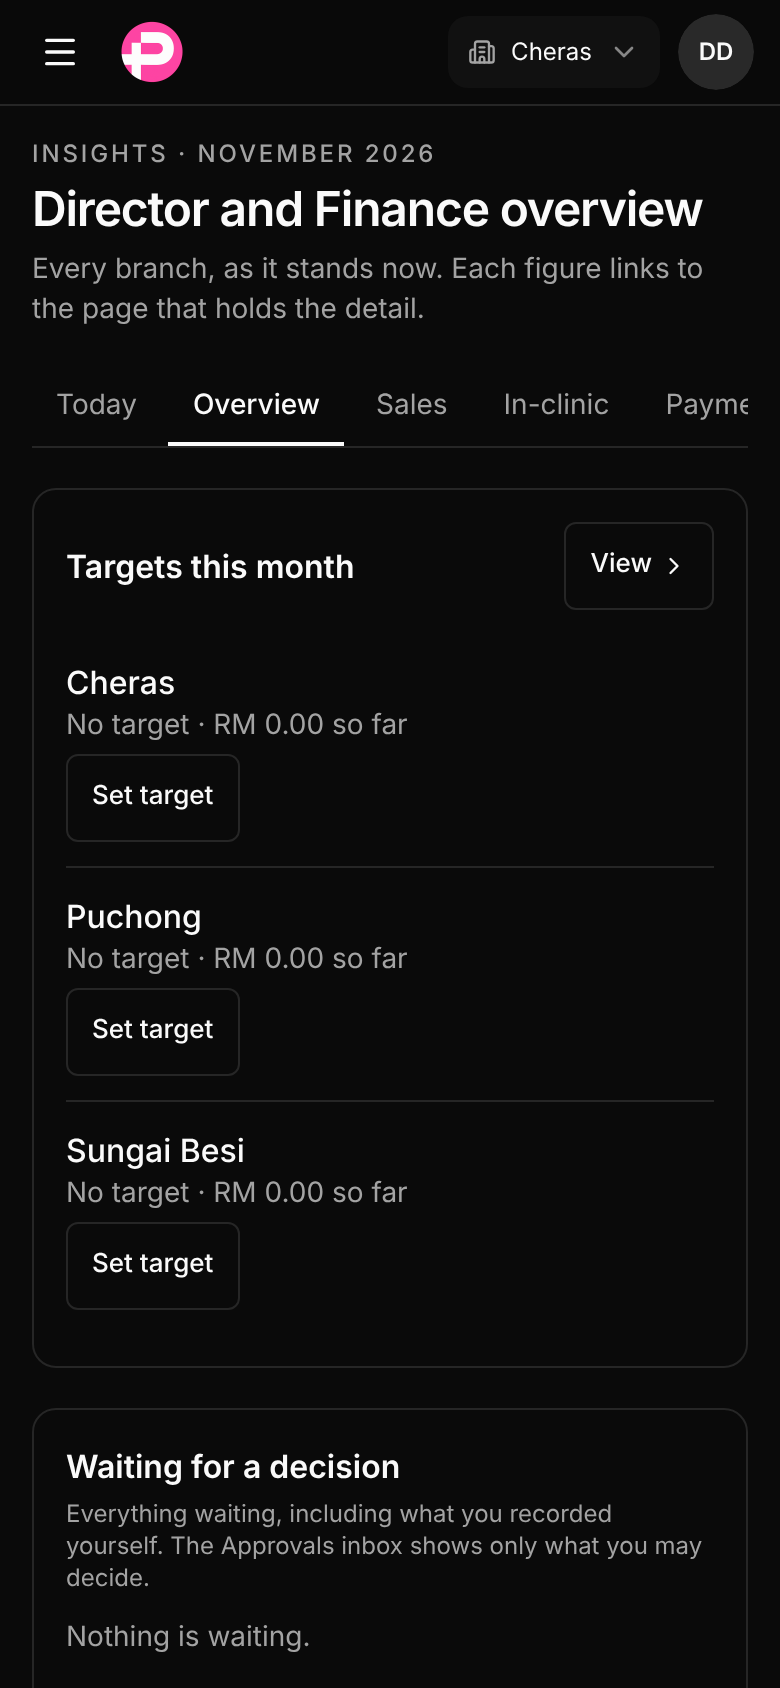 Cheras
DD
INSIGHTS · NOVEMBER 2026
Director and Finance overview
Every branch, as it stands now. Each figure links to
the page that holds the detail.
Today Overview Sales In-clinic Payme
Targets this month
View
Cheras
No target · RM 0.00 so far
Set target
Puchong
No target · RM 0.00 so far
Set target
Sungai Besi
No target · RM 0.00 so far
Set target
Waiting for a decision
Everything waiting, including what you recorded
yourself. The Approvals inbox shows only what you may
decide.
Nothing is waiting.